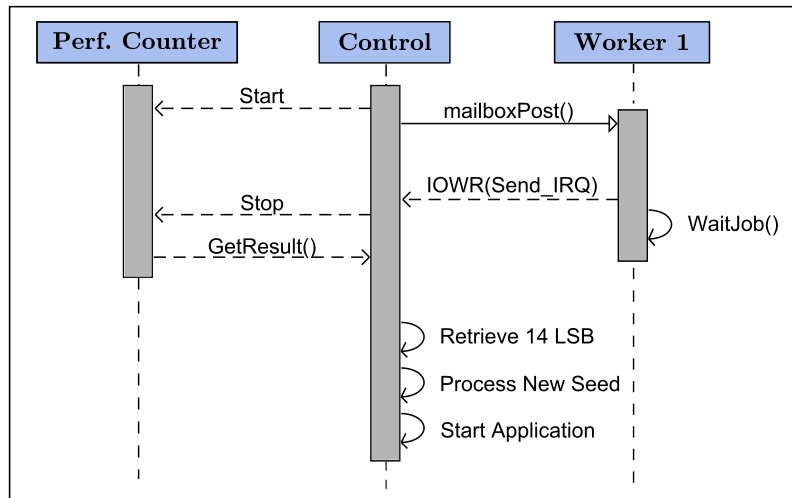 Perf. Counter
Control
Worker 1
Start
mailboxPost()
IOWR(Send_IRQ)
Stop
WaitJob()
GetResult()
Retrieve 14 LSB
Process New Seed
Start Application